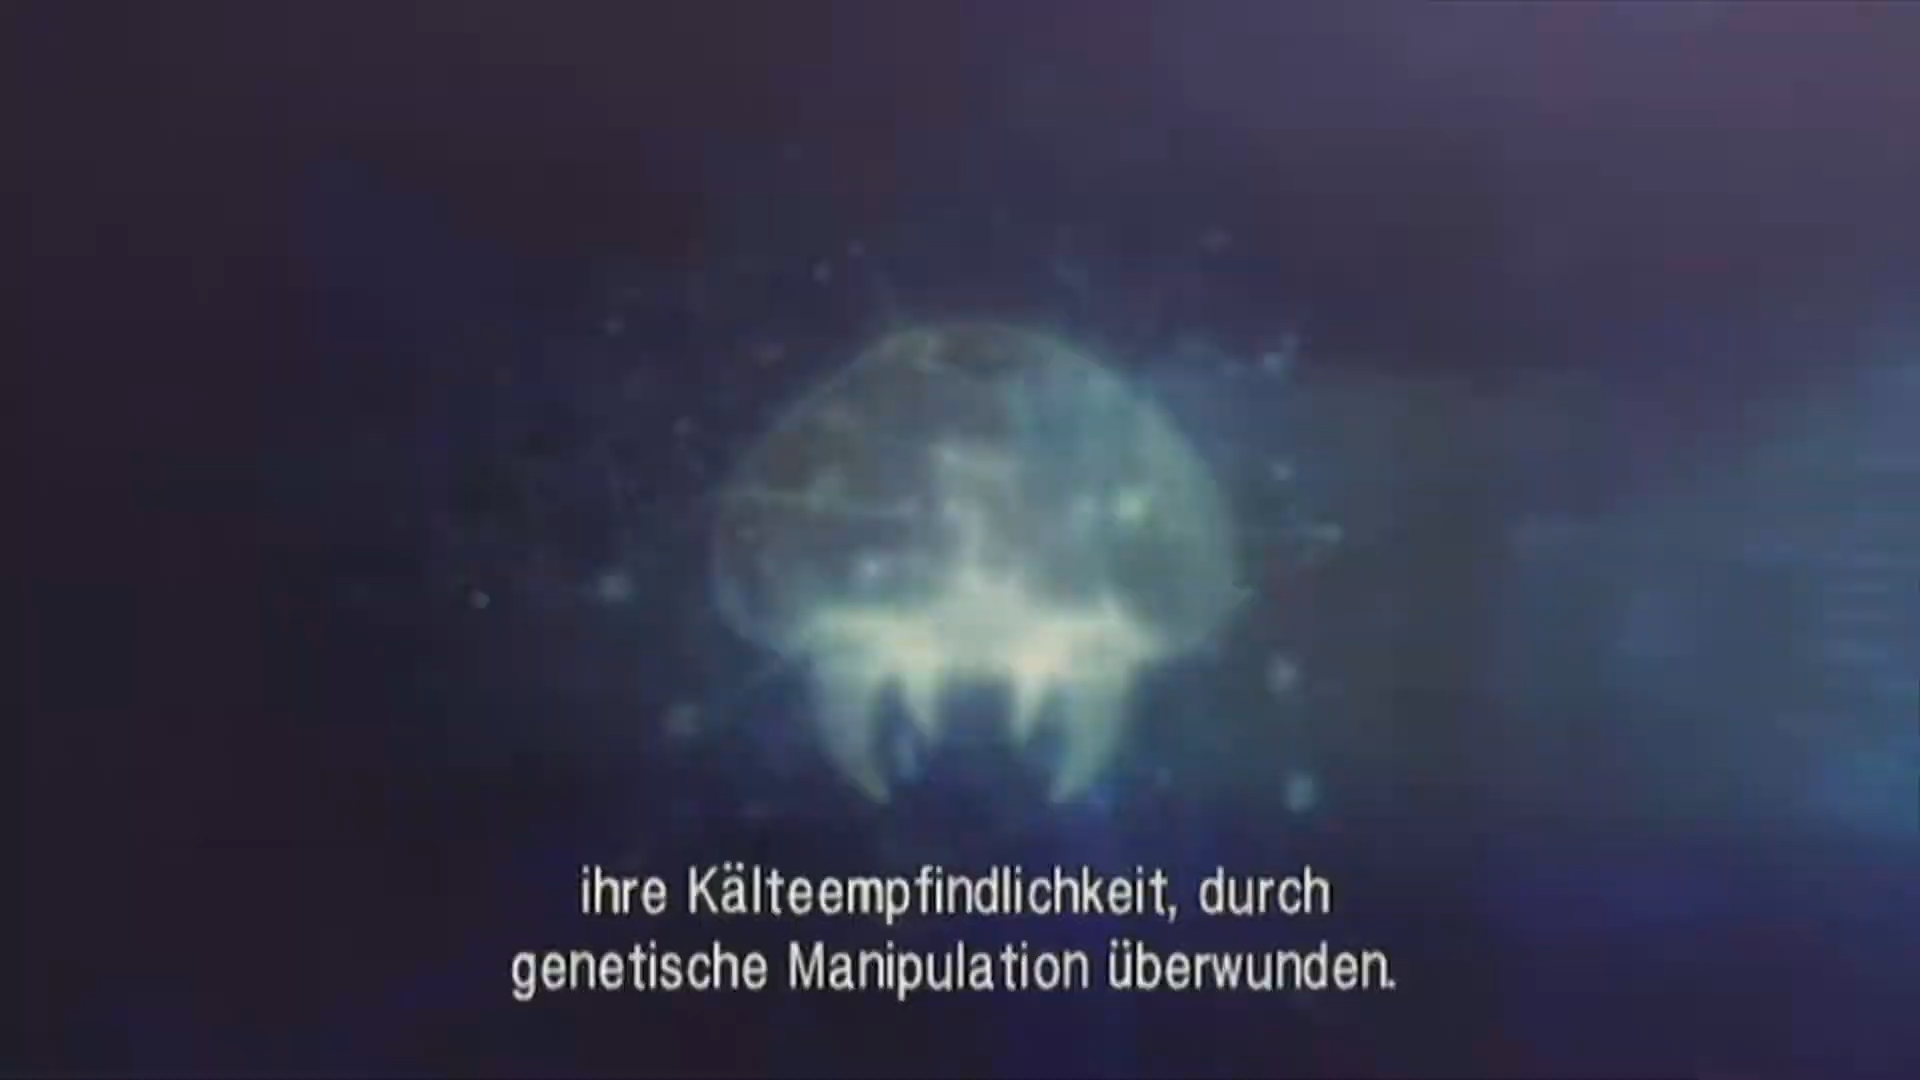 ihre Kälteempfindlichkeit, durch
genetische Manipulation überwunden.